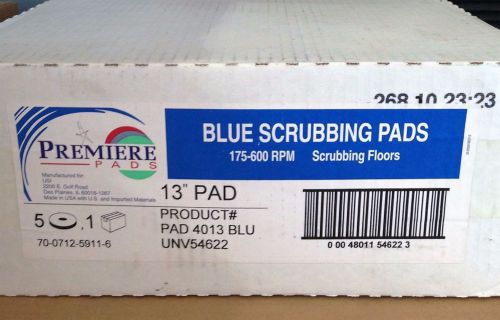 268 10 23:23
PREMIERE
PADS
BLUE SCRUBBING PADS
175-600 RPM Scrubbing Floors
Manufactured for:
USI
2200 E. Golf Road
Des Plaines, IL 60016-1267
Made in USA with U.S. and Imported Materials
13" PAD
5 , 1
PRODUCT#
PAD 4013 BLU
UNV54622
70-0712-5911-6
0 00 48011 54622 3